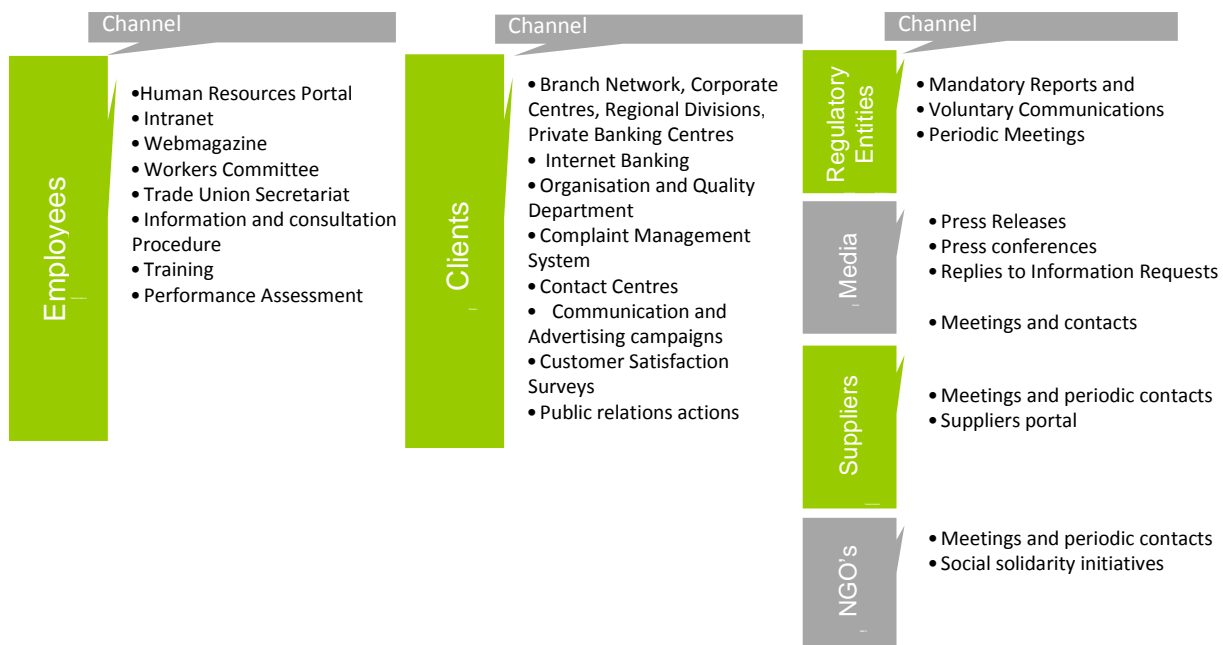 Channel
Employees
•Human Resources Portal
• Intranet
• Webmagazine
• Workers Committee
• Trade Union Secretariat
• Information and consultation
Procedure
• Training
• Performance Assessment
Channel
Clients
• Branch Network, Corporate
Centres, Regional Divisions,
Private Banking Centres
• Internet Banking
• Organisation and Quality
Department
• Complaint Management
System
• Contact Centres
• Communication and
Advertising campaigns
• Customer Satisfaction
Surveys
• Public relations actions
Channel
Regulatory
Entities
• Mandatory Reports and
• Voluntary Communications
• Periodic Meetings
Media
• Press Releases
• Press conferences
• Replies to Information Requests
• Meetings and contacts
Suppliers
• Meetings and periodic contacts
• Suppliers portal
NGO's
• Meetings and periodic contacts
• Social solidarity initiatives